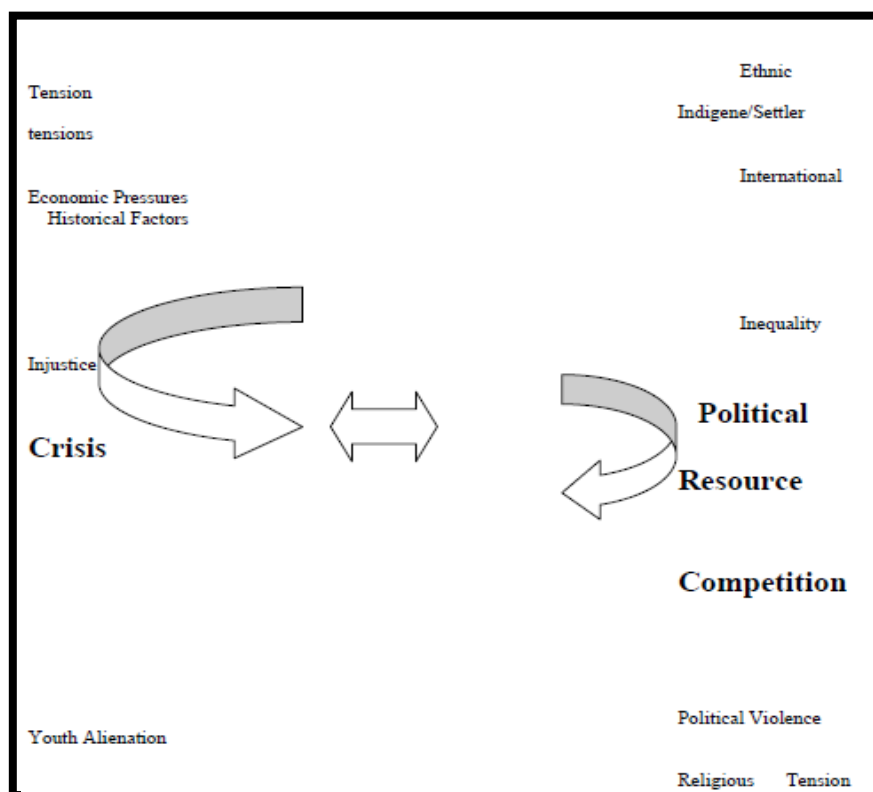 Ethnic
Tension
Indigene/Settler
tensions
International
Economic Pressures
Historical Factors
Inequality
Injustice
Political
Crisis
Resource
Competition
Political Violence
Youth Alienation
Religious Tension